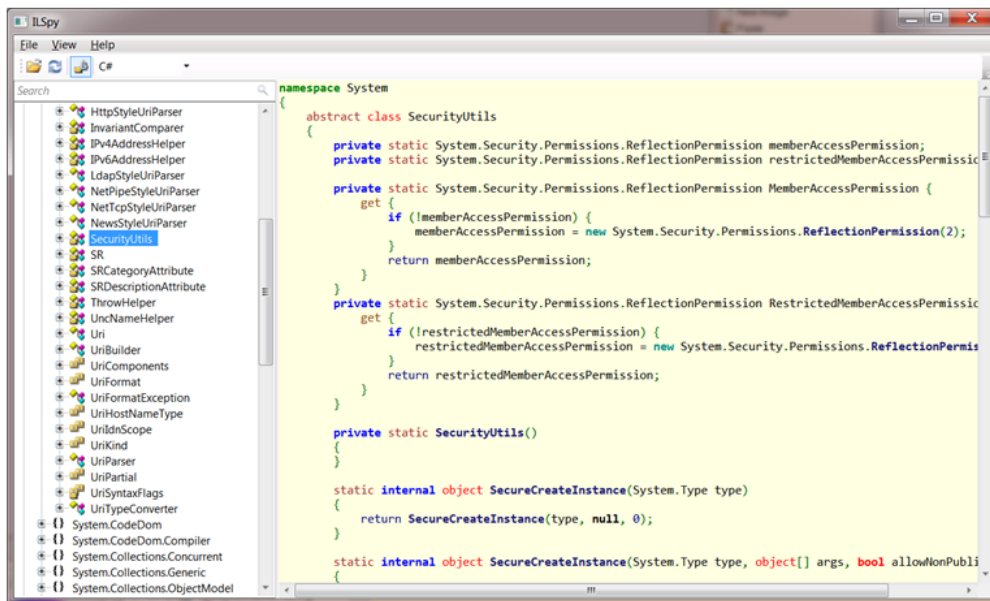 ILSpy
File View Help
C#
Search
HttpStyleUriParser
InvariantComparer
IPv4AddressHelper
IPv6AddressHelper
LdapStyleUriParser
NetPipeStyleUriParser
NetTcpStyleUriParser
NewsStyleUriParser
SecurityUtils
SR
SRCategoryAttribute
SRDescriptionAttribute
ThrowHelper
UncNameHelper
Uri
UriBuilder
UriComponents
UriFormat
UriFormatException
UriHostNameType
UriIdnScope
UriKind
UriParser
UriPartial
UriSyntaxFlags
UriTypeConverter
{} System.CodeDom
{} System.CodeDom.Compiler
{} System.Collections.Concurrent
{} System.Collections.Generic
{} System.Collections.ObjectModel
namespace System
{
abstract class SecurityUtils
{
private static System.Security.Permissions.ReflectionPermission memberAccessPermission;
private static System.Security.Permissions.ReflectionPermission restrictedMemberAccessPermissic
private static System.Security.Permissions.ReflectionPermission MemberAccessPermission {
get {
if (!memberAccessPermission) {
memberAccessPermission = new System.Security.Permissions.ReflectionPermission(2);
}
return memberAccessPermission;
}
}
private static System.Security.Permissions.ReflectionPermission RestrictedMemberAccessPermissic
get {
if (!restrictedMemberAccessPermission) {
restrictedMemberAccessPermission = new System.Security.Permissions.ReflectionPermis
}
return restrictedMemberAccessPermission;
}
}
private static SecurityUtils()
{
}
static internal object SecureCreateInstance(System.Type type)
{
return SecureCreateInstance(type, null, 0);
}
static internal object SecureCreateInstance(System.Type type, object[] args, bool allowNonPubli
{